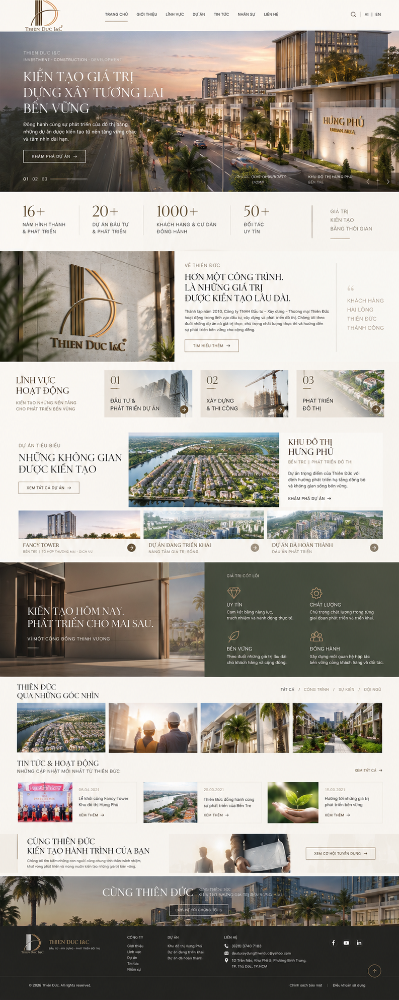 THIEN DUC I&C
TRANG CHỦ
GIỚI THIỆU
LĨNH VỰC
DỰ ÁN
TIN TỨC
NHÂN SỰ
LIÊN HỆ
VI | EN
THIEN DUC I&C
INVESTMENT - CONSTRUCTION - DEVELOPMENT
KIẾN TẠO GIÁ TRỊ
DỰNG XÂY TƯƠNG LAI
BỀN VỮNG
Đồng hành cùng sự phát triển của đô thị bằng
những dự án được kiến tạo từ nền tảng vững chắc
và tầm nhìn dài hạn.
KHÁM PHÁ DỰ ÁN →
01 02 03
HƯNG PHÚ
URBAN AREA
KHU ĐÔ THỊ HƯNG PHÚ
BẾN TRE
16+
NĂM HÌNH THÀNH
& PHÁT TRIỂN
20+
DỰ ÁN ĐẦU TƯ
& PHÁT TRIỂN
1000+
KHÁCH HÀNG & CƯ DÂN
ĐỒNG HÀNH
50+
ĐỐI TÁC
UY TÍN
GIÁ TRỊ
KIẾN TẠO
BẰNG THỜI GIAN
THIEN DUC I&C
VỀ THIÊN ĐỨC
HƠN MỘT CÔNG TRÌNH.
LÀ NHỮNG GIÁ TRỊ
ĐƯỢC KIẾN TẠO LÂU DÀI.
Thành lập năm 2010, Công ty TNHH Đầu tư - Xây dựng - Thương mại Thiên Đức
hoạt động trong lĩnh vực đầu tư, xây dựng và phát triển đô thị. Chúng tôi theo
đuổi những dự án có giá trị thực, chú trọng chất lượng thực thi và hướng đến
sự phát triển bền vững cho cộng đồng.
TÌM HIỂU THÊM →
“
KHÁCH HÀNG
HÀI LÒNG
THIÊN ĐỨC
THÀNH CÔNG
LĨNH VỰC
HOẠT ĐỘNG
KIẾN TẠO NHỮNG NỀN TẢNG
CHO PHÁT TRIỂN BỀN VỮNG
01
ĐẦU TƯ &
PHÁT TRIỂN DỰ ÁN
02
XÂY DỰNG
& THI CÔNG
03
PHÁT TRIỂN
ĐÔ THỊ
DỰ ÁN TIÊU BIỂU
NHỮNG KHÔNG GIAN
ĐƯỢC KIẾN TẠO
XEM TẤT CẢ DỰ ÁN →
KHU ĐÔ THỊ
HƯNG PHÚ
BẾN TRE | PHÁT TRIỂN ĐÔ THỊ
Dự án trọng điểm của Thiên Đức với
định hướng phát triển hạ tầng đồng bộ
và không gian sống bền vững.
KHÁM PHÁ DỰ ÁN →
FANCY TOWER
BẾN TRE | TỔ HỢP THƯƠNG MẠI - DỊCH VỤ
DỰ ÁN ĐANG TRIỂN KHAI
NÂNG TẦM GIÁ TRỊ SỐNG
DỰ ÁN ĐÃ HOÀN THÀNH
DẤU ẤN PHÁT TRIỂN
KIẾN TẠO HÔM NAY.
PHÁT TRIỂN CHO MAI SAU.
VÌ MỘT CỘNG ĐỒNG THỊNH VƯỢNG
GIÁ TRỊ CỐT LÕI
UY TÍN
Cam kết bằng năng lực,
trách nhiệm và hành động thực tế.
CHẤT LƯỢNG
Chú trọng chất lượng trong từng
giai đoạn phát triển và triển khai.
BỀN VỮNG
Theo đuổi những giá trị lâu dài
cho khách hàng và cộng đồng.
ĐỒNG HÀNH
Xây dựng mối quan hệ hợp tác
bền vững cùng khách hàng và đối tác.
THIÊN ĐỨC
QUA NHỮNG GÓC NHÌN
TẤT CẢ / CÔNG TRÌNH / SỰ KIỆN / ĐỘI NGŨ
TIN TỨC & HOẠT ĐỘNG
NHỮNG CẬP NHẬT MỚI NHẤT TỪ THIÊN ĐỨC
XEM TẤT CẢ →
06.04.2021
Lễ khởi công Fancy Tower
Khu đô thị Hưng Phú
XEM THÊM →
25.03.2021
Thiên Đức đồng hành cùng
sự phát triển của Bến Tre
XEM THÊM →
15.03.2021
Hướng tới những giá trị
phát triển bền vững
XEM THÊM →
CÙNG THIÊN ĐỨC
KIẾN TẠO HÀNH TRÌNH CỦA BẠN
Chúng tôi tìm kiếm những con người cùng chung tinh thần trách nhiệm,
khát vọng phát triển và mong muốn kiến tạo những giá trị bền vững.
XEM CƠ HỘI TUYỂN DỤNG →
CÙNG THIÊN ĐỨC
KIẾN TẠO NHỮNG GIÁ TRỊ BỀN VỮNG
LIÊN HỆ VỚI CHÚNG TÔI →
THIEN DUC I&C
THIEN DUC I&C
ĐẦU TƯ - XÂY DỰNG - PHÁT TRIỂN ĐÔ THỊ
CÔNG TY
Giới thiệu
Lĩnh vực
Dự án
Tin tức
Nhân sự
DỰ ÁN
Khu đô thị Hưng Phú
Dự án đang triển khai
Dự án đã hoàn thành
LIÊN HỆ
(028) 3740 7188
dautuxaydungthienduc@yahoo.com
1D Trần Não, Khu Phố 5, Phường Bình Trưng,
TP. Thủ Đức, TP.HCM
© 2026 Thiên Đức. All rights reserved.
Chính sách bảo mật | Điều khoản sử dụng